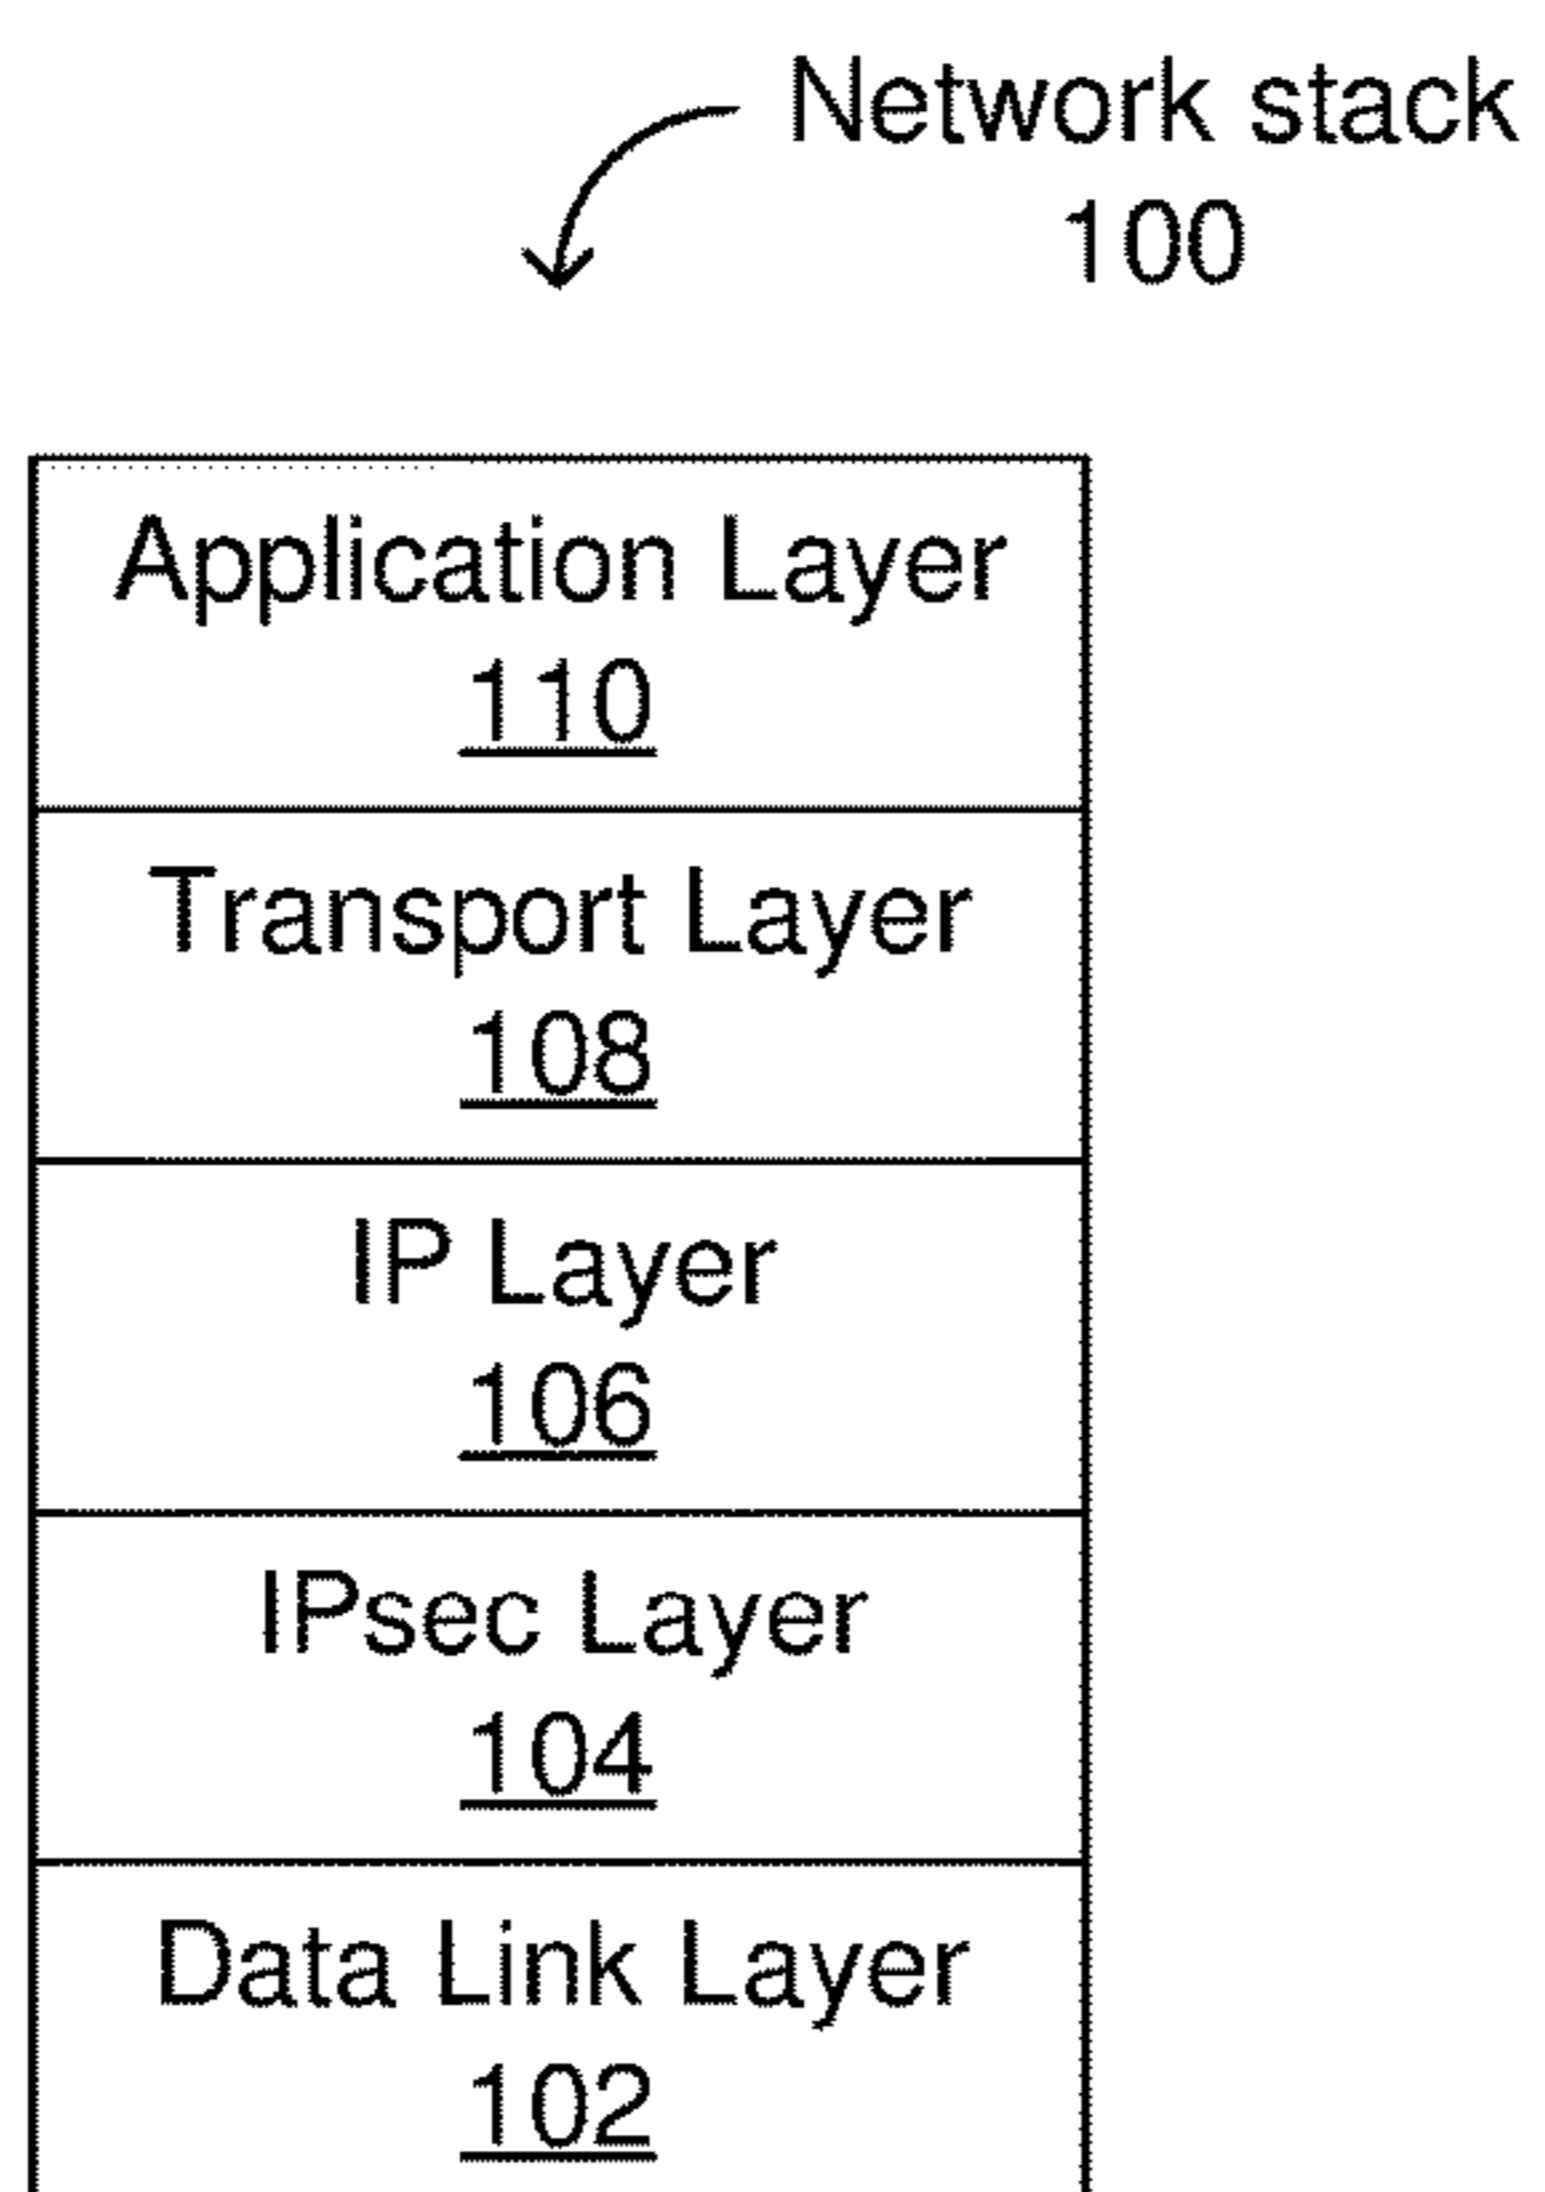 Network stack
100
Application Layer
110
Transport Layer
108
IP Layer
106
IPsec Layer
104
Data Link Layer
102